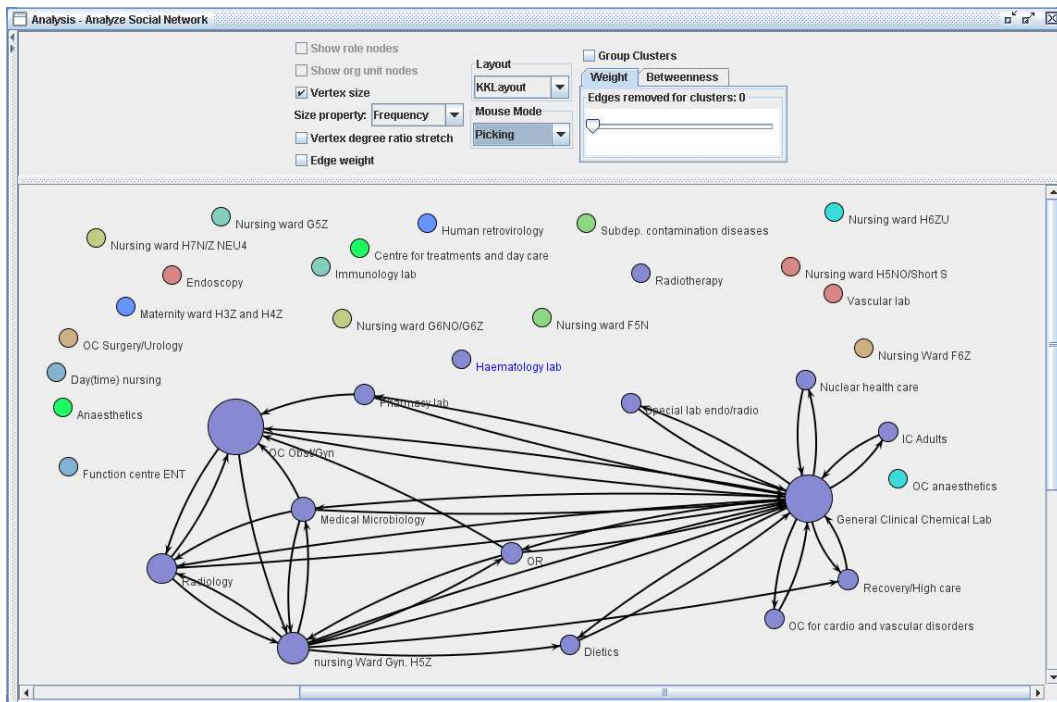 Analysis - Analyze Social Network
Show role nodes
Show org unit nodes
Vertex size
Size property: Frequency
Vertex degree ratio stretch
Edge weight
Layout
KKLayout
Mouse Mode
Picking
Group Clusters
Weight Betweenness
Edges removed for clusters: 0
Nursing ward H6ZU
Nursing ward G5Z
Human retrovirology
Subdep. contamination diseases
Nursing ward H7N/Z NEU4
Centre for treatments and day care
Endoscopy
Immunology lab
Radiotherapy
Nursing ward H5NO/Short S
Vascular lab
Maternity ward H3Z and H4Z
Nursing ward G6NO/G6Z
Nursing ward F5N
OC Surgery/Urology
Nursing Ward F6Z
Haematology lab
Day(time) nursing
Nuclear health care
Pharmacy lab
Special lab endo/radio
Anaesthetics
IC Adults
OC Obst/Gyn
Function centre ENT
OC anaesthetics
Medical Microbiology
General Clinical Chemical Lab
OR
Radiology
Recovery/High care
OC for cardio and vascular disorders
Dietics
nursing Ward Gyn. H5Z